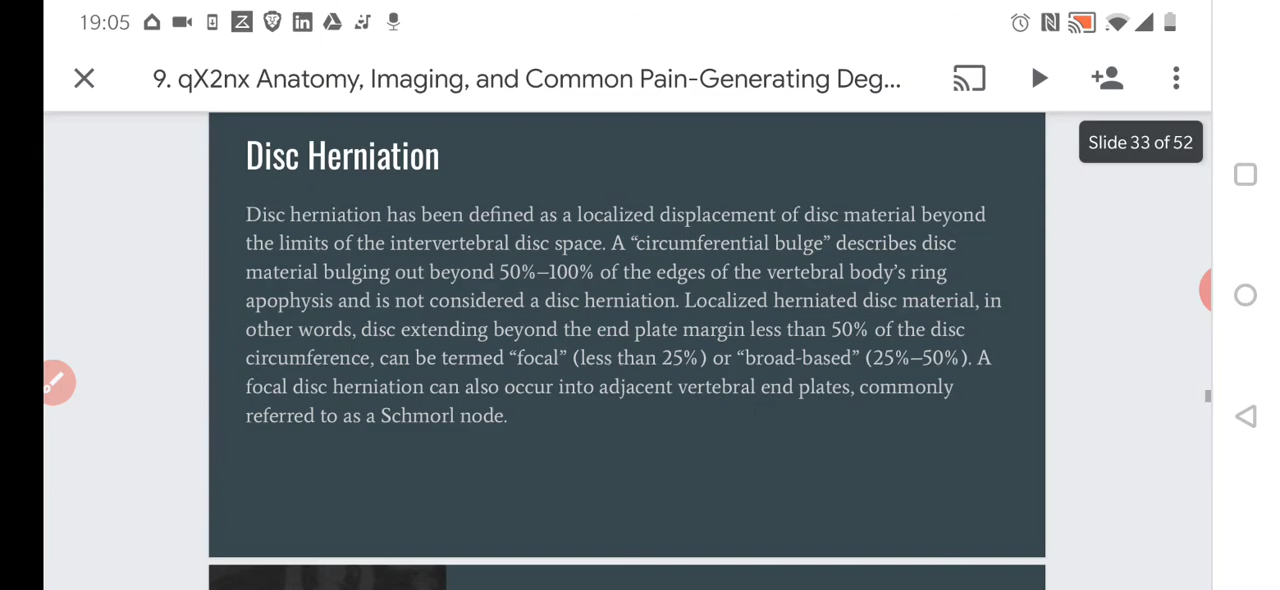 19:05
9. qX2nx Anatomy, Imaging, and Common Pain-Generating Deg...
Slide 33 of 52
Disc Herniation
Disc herniation has been defined as a localized displacement of disc material beyond
the limits of the intervertebral disc space. A “circumferential bulge” describes disc
material bulging out beyond 50%–100% of the edges of the vertebral body’s ring
apophysis and is not considered a disc herniation. Localized herniated disc material, in
other words, disc extending beyond the end plate margin less than 50% of the disc
circumference, can be termed “focal” (less than 25%) or “broad-based” (25%–50%). A
focal disc herniation can also occur into adjacent vertebral end plates, commonly
referred to as a Schmorl node.